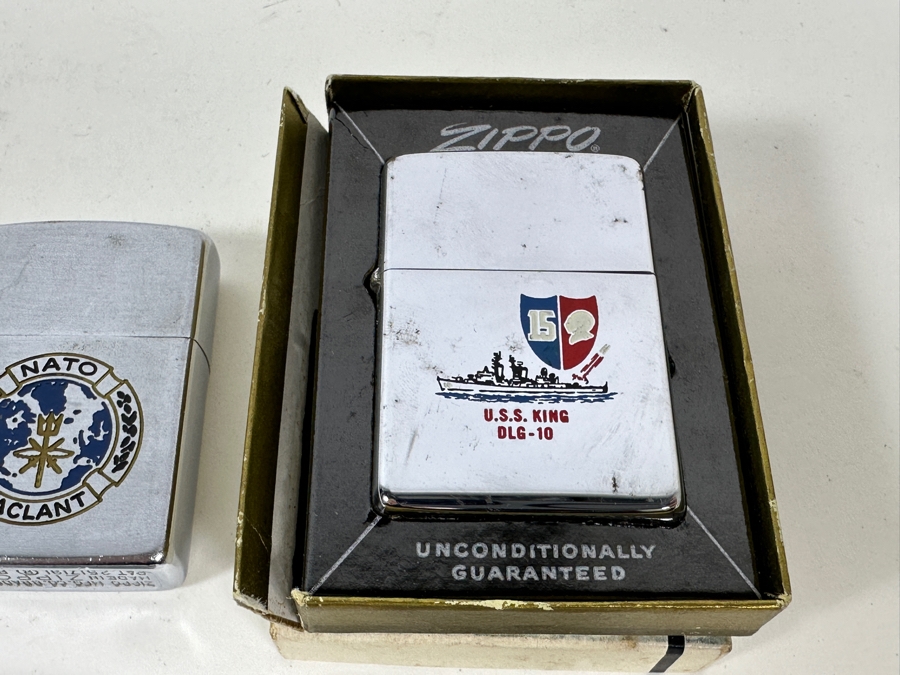 ZIPPO®
15
U.S.S. KING
DLG-10
UNCONDITIONALLY
GUARANTEED
NATO
ACLANT